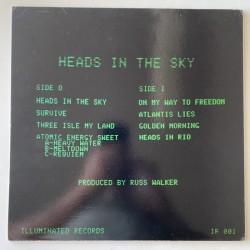 HEADS IN THE SKY
SIDE 0
HEADS IN THE SKY
SURVIVE
THREE ISLE MY LAND
ATOMIC ENERGY SWEET
A-HEAVY WATER
B-MELTDOWN
C-REQUIEM
SIDE 1
ON MY WAY TO FREEDOM
ATLANTIS LIES
GOLDEN MORNING
HEADS IN RIO
PRODUCED BY RUSS WALKER
ILLUMINATED RECORDS
IR 001